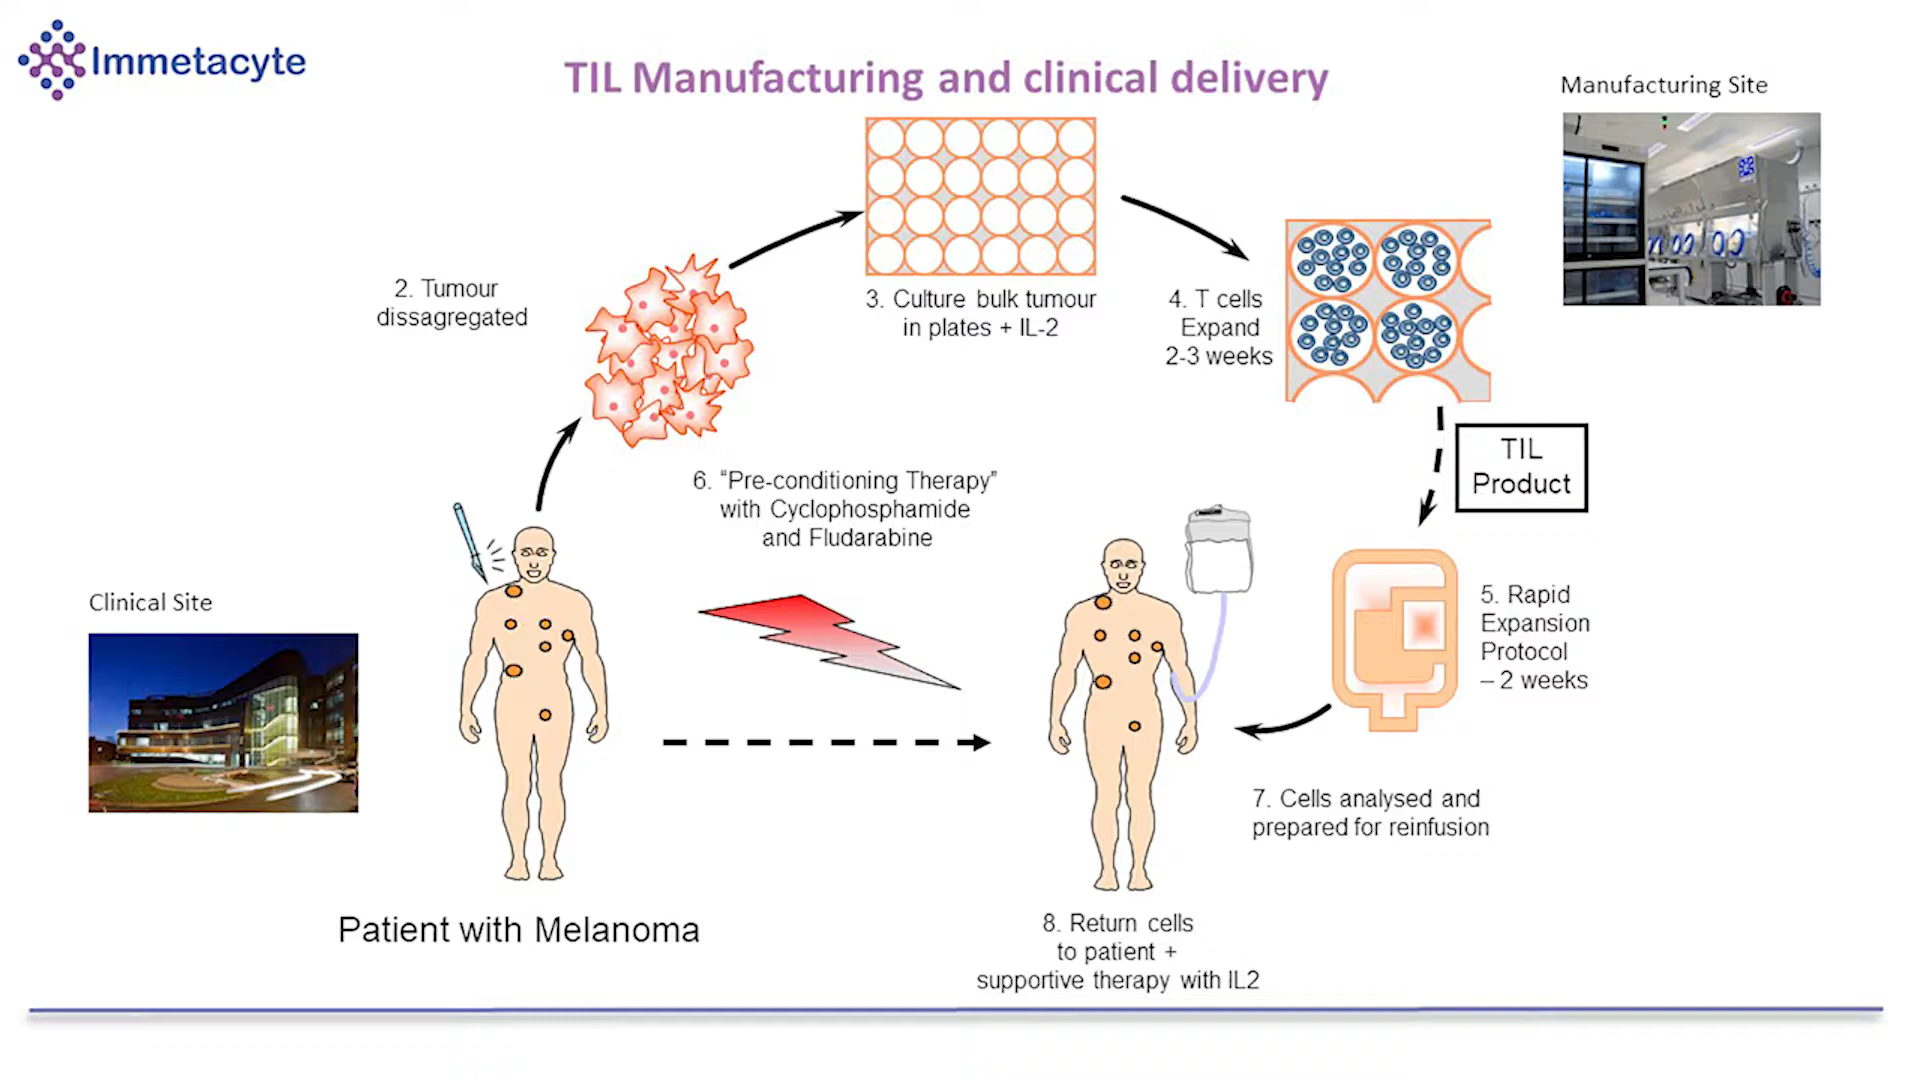 Immetacyte
TIL Manufacturing and clinical delivery
Manufacturing Site
2. Tumour
dissagregated
3. Culture bulk tumour
in plates + IL-2
4. T cells
Expand
2-3 weeks
TIL
Product
6. “Pre-conditioning Therapy”
with Cyclophosphamide
and Fludarabine
Clinical Site
5. Rapid
Expansion
Protocol
– 2 weeks
7. Cells analysed and
prepared for reinfusion
Patient with Melanoma
8. Return cells
to patient +
supportive therapy with IL2